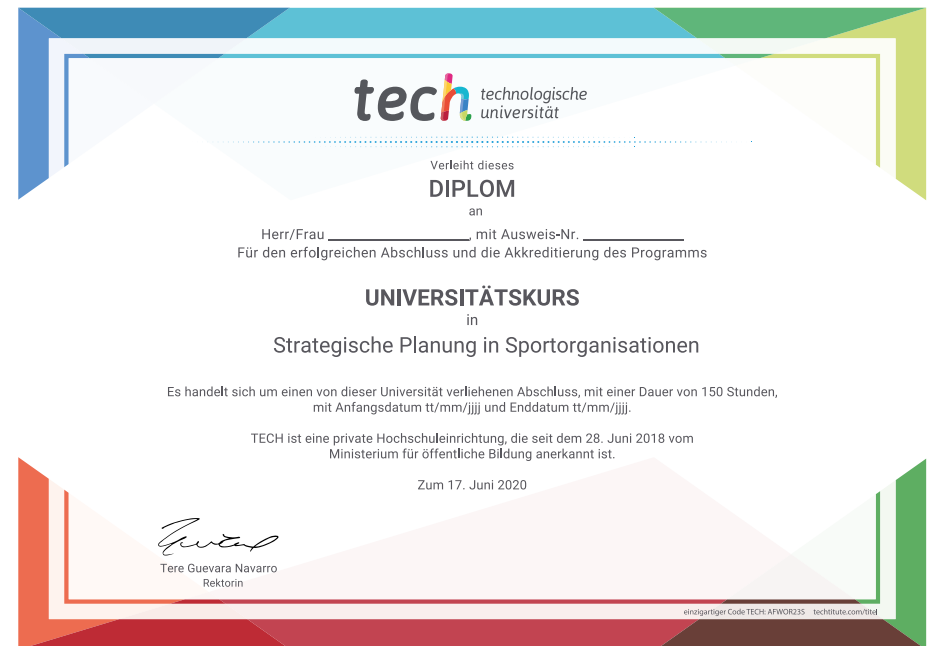 tech technologische
universität
Verleiht dieses
DIPLOM
an
Herr/Frau ____________, mit Ausweis-Nr. ____________
Für den erfolgreichen Abschluss und die Akkreditierung des Programms
UNIVERSITÄTSKURS
in
Strategische Planung in Sportorganisationen
Es handelt sich um einen von dieser Universität verliehenen Abschluss, mit einer Dauer von 150 Stunden,
mit Anfangsdatum tt/mm/jjjj und Enddatum tt/mm/jjjj.
TECH ist eine private Hochschuleinrichtung, die seit dem 28. Juni 2018 vom
Ministerium für öffentliche Bildung anerkannt ist.
Zum 17. Juni 2020
Tere Guevara Navarro
Rektorin
einzigartiger Code TECH: AFWOR235 techtitute.com/titel